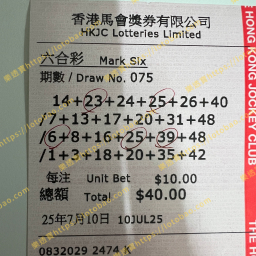 香港馬會獎券有限公司
HKJC Lotteries Limited
六合彩 Mark Six
期數 / Draw No. 075
14+23+24+25+26+40
/7+13+17+20+31+48
/6+8+16+25+39+48
/1+3+18+20+35+42
每注 Unit Bet $10.00
總額 Total $40.00
25年7月10日 10JUL25
0832029 2474 K
HONG KONG JOCKEY CLUB
THE H